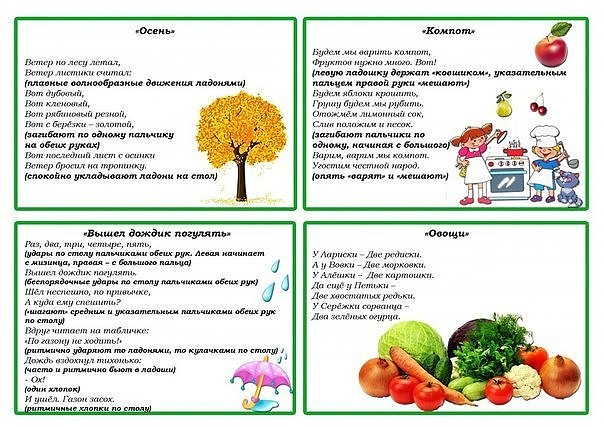 «Осень»
Ветер по лесу летал,
Ветер листики считал:
(плавные волнообразные движения ладонями)
Вот дубовый,
Вот кленовый,
Вот рябиновый резной,
Вот с берёзки – золотой,
(загибают по одному пальчику
на обеих руках)
Вот последний лист с осинки
Ветер бросил на тропинку.
(спокойно укладывают ладони на стол)
«Компот»
Будем мы варить компот,
Фруктов нужно много. Вот!
(левую ладошку держат «ковшиком», указательным
пальцем правой руки «мешают»)
Будем яблоки крошить,
Грушу будем мы рубить.
Отожмём лимонный сок,
Слив положим и песок.
(загибают пальчики по
одному, начиная с большого)
Варим, варим мы компот.
Угостим честной народ.
(опять «варят» и «мешают»)
«Вышел дождик погулять»
Раз, два, три, четыре, пять,
(удары по столу пальчиками обеих рук. Левая начинает
с мизинца, правая – с большого пальца)
Вышел дождик погулять.
(беспорядочные удары по столу пальчиками обеих рук)
Шёл неспешно, по привычке,
А куда ему спешить?
(«шагают» средним и указательным пальчиками обеих рук
по столу)
Вдруг читает на табличке:
«По газону не ходить!»
(ритмично ударяют то ладонями, то кулачками по столу)
Дождь вздохнул тихонько:
(часто и ритмично бьют в ладоши)
- Ох!
(один хлопок)
И ушёл. Газон засох.
(ритмичные хлопки по столу)
«Овощи»
У Лариски – Две редиски.
А у Вовки – Две морковки.
У Алёшки – Две картошки.
Да ещё у Петьки –
Две хвостатых редьки.
У Серёжки сорванца –
Два зелёных огурца.